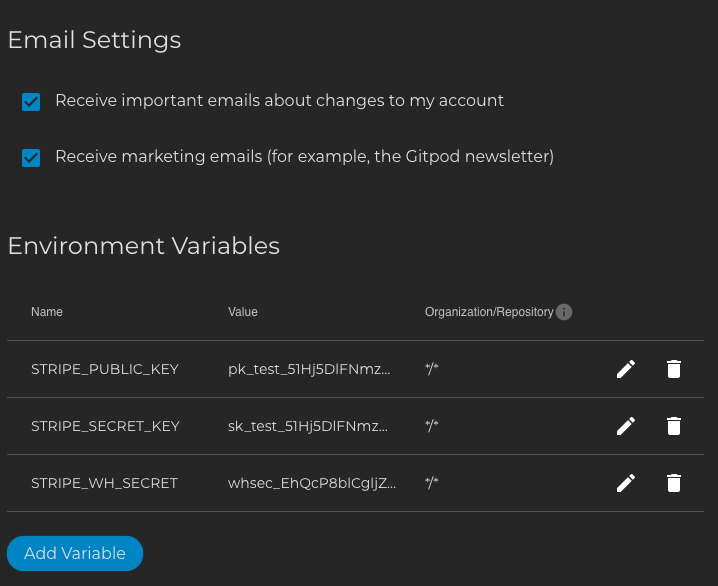 Email Settings
Receive important emails about changes to my account
Receive marketing emails (for example, the Gitpod newsletter)
Environment Variables
Name Value Organization/Repository i
STRIPE_PUBLIC_KEY pk_test_51Hj5DlFNmz... */*
STRIPE_SECRET_KEY sk_test_51Hj5DlFNmz... */*
STRIPE_WH_SECRET whsec_EhQcP8blCgljZ... */*
Add Variable